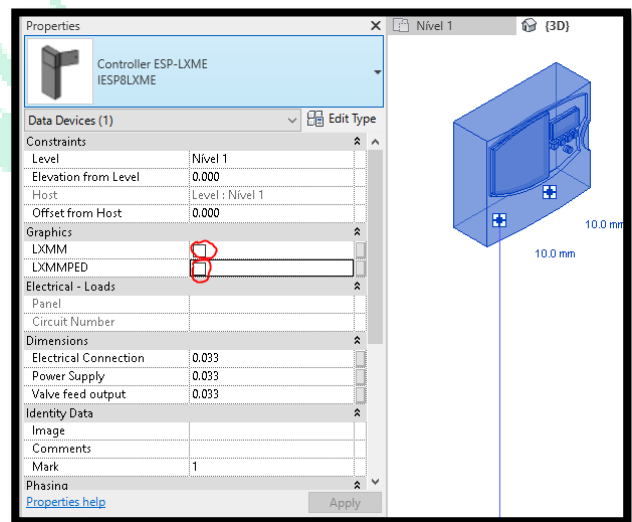 Properties
Nível 1
{3D}
Controller ESP-LXME
IESP8LXME
Data Devices (1)
Edit Type
Constraints
Level Nível 1
Elevation from Level 0.000
Host Level : Nível 1
Offset from Host 0.000
Graphics
LXMM
LXMMPED
Electrical - Loads
Panel
Circuit Number
Dimensions
Electrical Connection 0.033
Power Supply 0.033
Valve feed output 0.033
Identity Data
Image
Comments
Mark 1
Phasing
Properties help
Apply
10.0 mm
10.0 mm